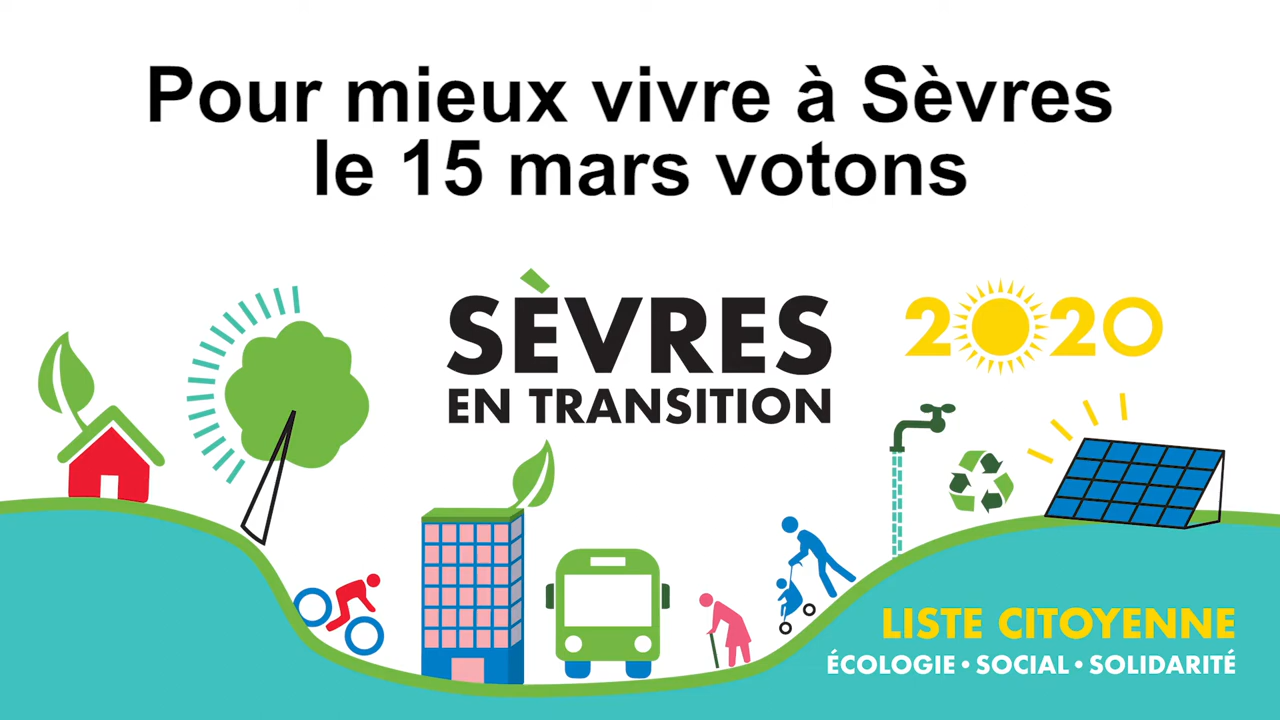 Pour mieux vivre à Sèvres
le 15 mars votons
SÈVRES
EN TRANSITION
2020
LISTE CITOYENNE
ÉCOLOGIE • SOCIAL • SOLIDARITÉ